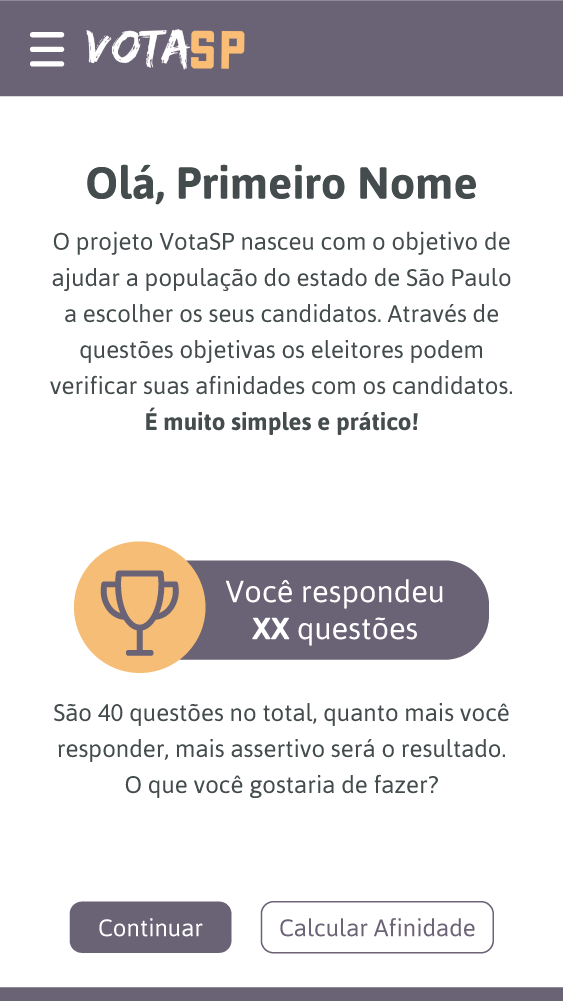 VOTASP
Olá, Primeiro Nome
O projeto VotaSP nasceu com o objetivo de
ajudar a população do estado de São Paulo
a escolher os seus candidatos. Através de
questões objetivas os eleitores podem
verificar suas afinidades com os candidatos.
É muito simples e prático!
Você respondeu
XX questões
São 40 questões no total, quanto mais você
responder, mais assertivo será o resultado.
O que você gostaria de fazer?
Continuar
Calcular Afinidade